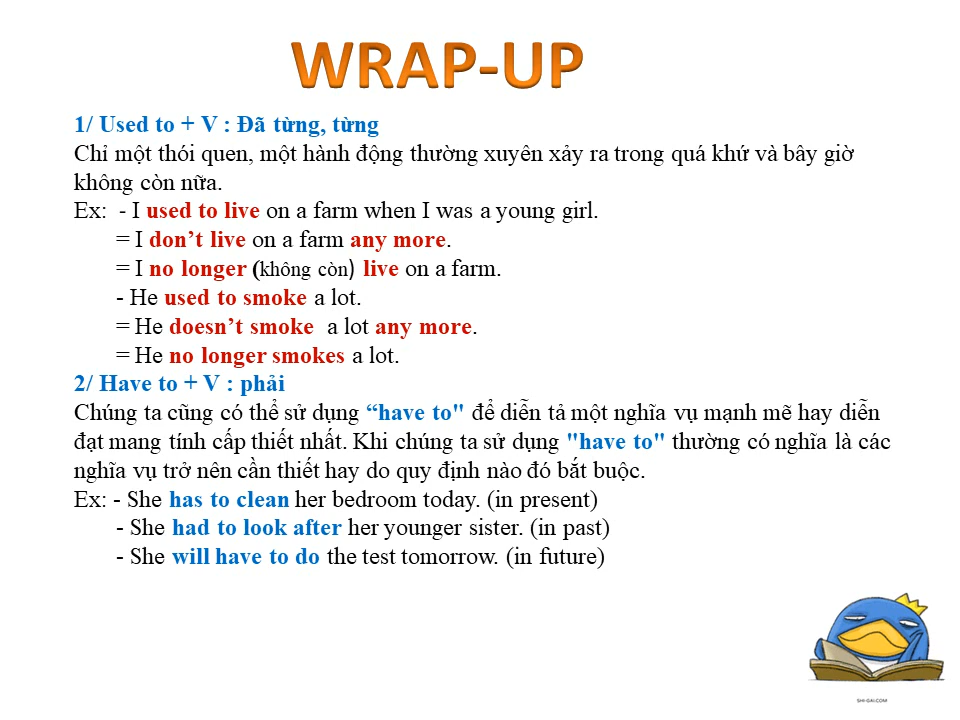 WRAP-UP
1/ Used to + V : Đã từng, từng
Chỉ một thói quen, một hành động thường xuyên xảy ra trong quá khứ và bây giờ
không còn nữa.
Ex:  - I used to live on a farm when I was a young girl.
= I don’t live on a farm any more.
= I no longer (không còn) live on a farm.
- He used to smoke a lot.
= He doesn’t smoke  a lot any more.
= He no longer smokes a lot.
2/ Have to + V : phải
Chúng ta cũng có thể sử dụng “have to" để diễn tả một nghĩa vụ mạnh mẽ hay diễn
đạt mang tính cấp thiết nhất. Khi chúng ta sử dụng "have to" thường có nghĩa là các
nghĩa vụ trở nên cần thiết hay do quy định nào đó bắt buộc.
Ex: - She has to clean her bedroom today. (in present)
- She had to look after her younger sister. (in past)
- She will have to do the test tomorrow. (in future)
SHI-GAI.COM